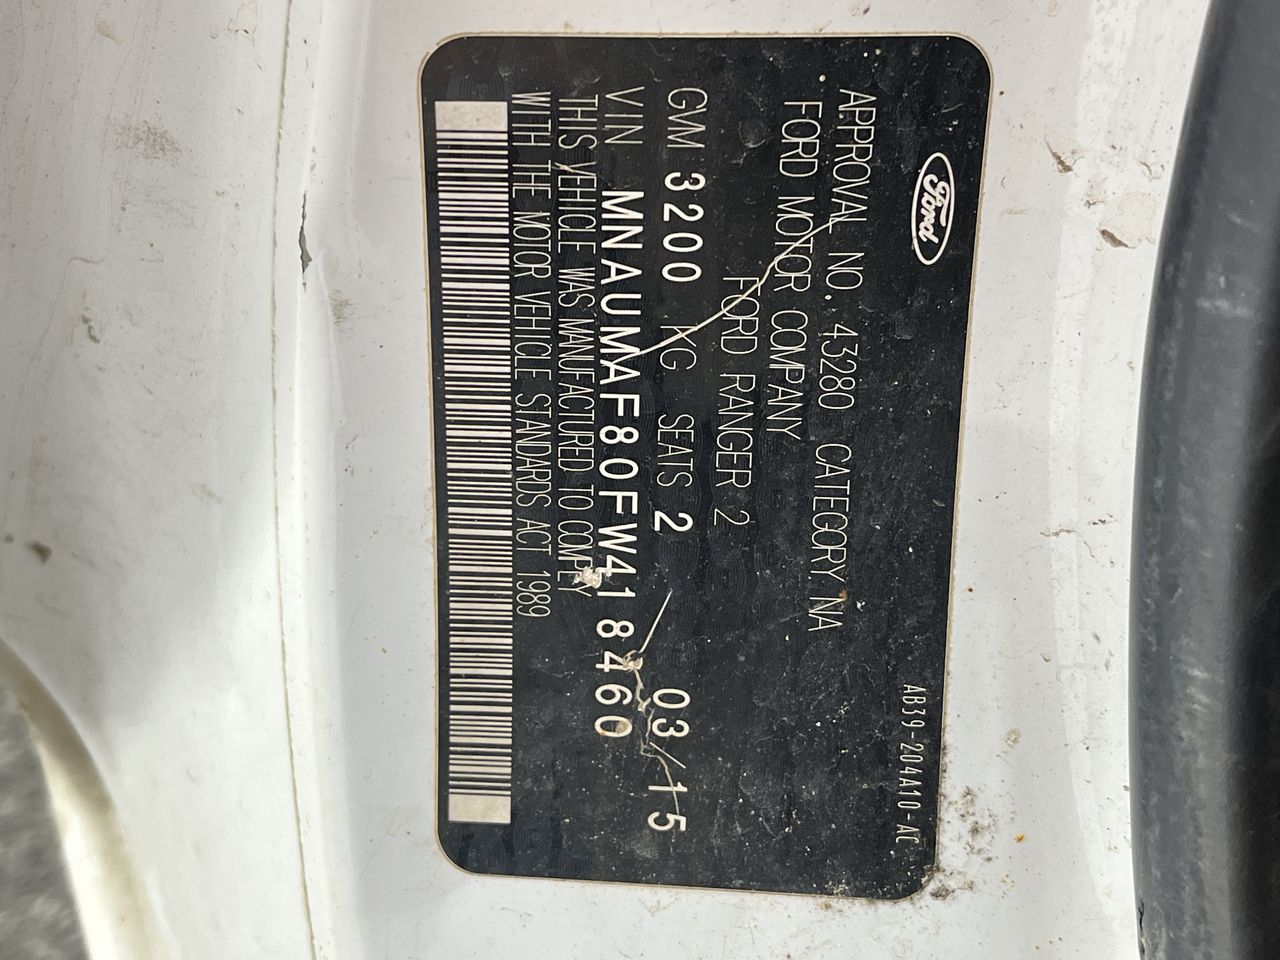 Ford
AB39-204A10-AC
APPROVAL NO. 43280 CATEGORY NA
FORD MOTOR COMPANY
FORD RANGER 2
GVM 3200 KG SEATS 2 03/15
VIN MNAUMAF80FW418460
THIS VEHICLE WAS MANUFACTURED TO COMPLY
WITH THE MOTOR VEHICLE STANDARDS ACT 1989